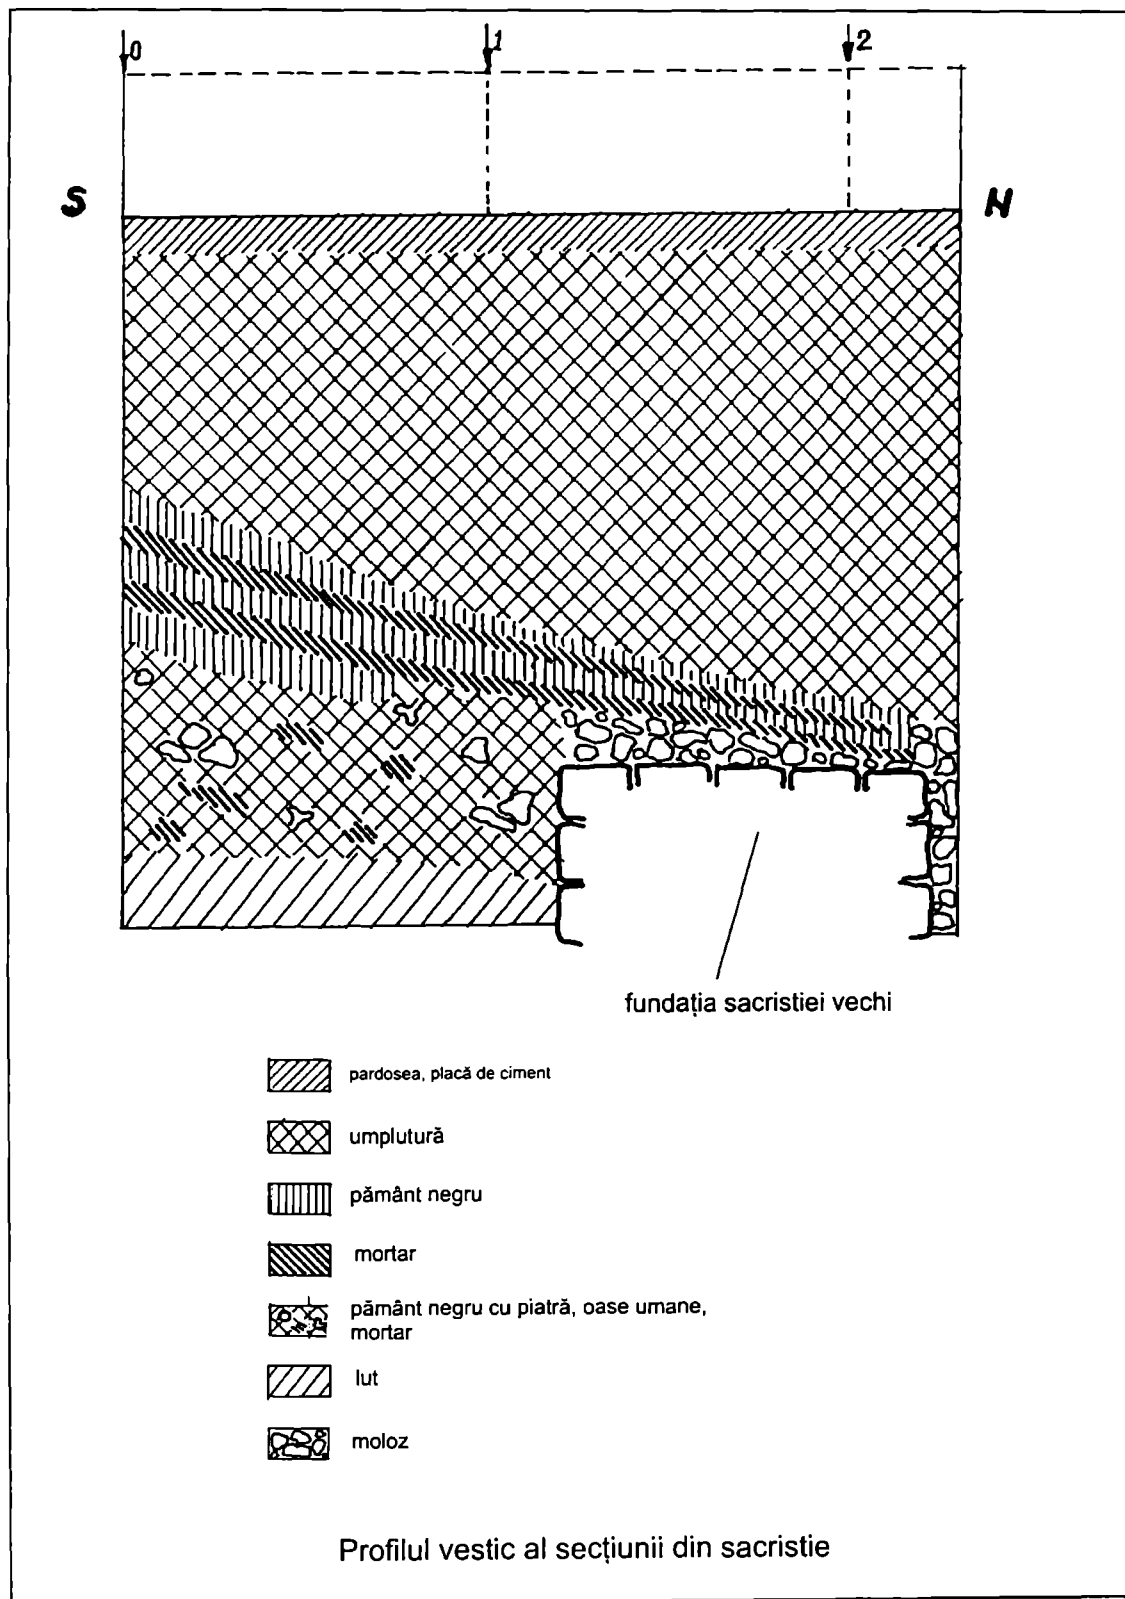 0 1 2
S N
fundația sacristiei vechi
pardosea, placă de ciment
umplutură
pământ negru
mortar
pământ negru cu piatră, oase umane,
mortar
lut
moloz
Profilul vestic al secțiunii din sacristie